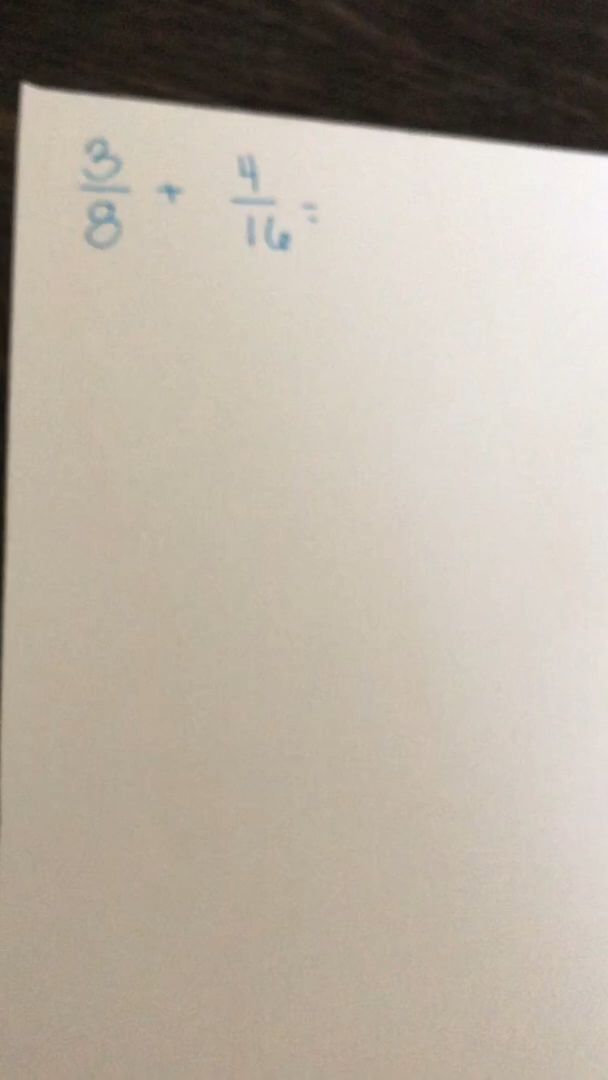 3/8 + 4/16 =